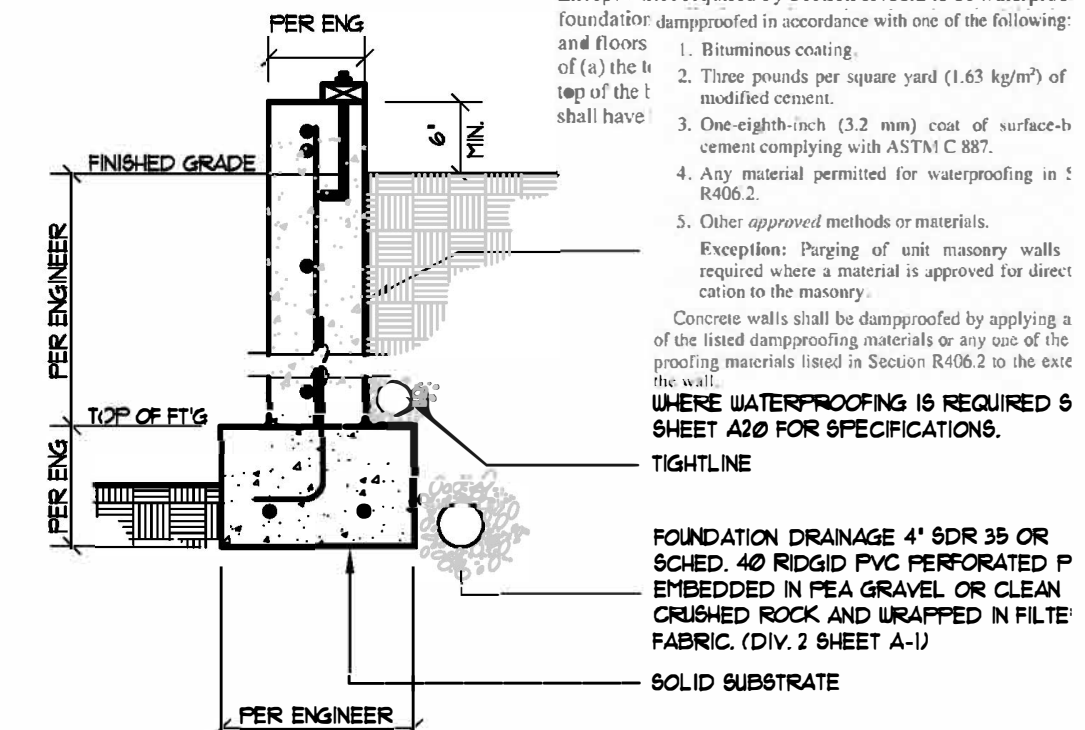 PER ENG
foundation
and floors
of (a) the
top of the
shall have
dampproofed in accordance with one of the following:
1. Bituminous coating.
2. Three pounds per square yard (1.63 kg/m²) of
modified cement.
3. One-eighth-inch (3.2 mm) coat of
cement complying with ASTM C 887.
4. Any material permitted for waterproofing in
R406.2.
5. Other approved methods or materials.
Exception: Parging of unit masonry walls
required where a material is approved for direct
cation to the masonry.
Concrete walls shall be dampproofed by applying a
of the listed dampproofing materials or any one of the
proofing materials listed in Section R406.2 to the
the wall.
6" MIN.
FINISHED GRADE
PER ENGINEER
TOP OF FT'G
PER ENG
WHERE WATERPROOFING IS REQUIRED
SHEET A20 FOR SPECIFICATIONS.
TIGHTLINE
FOUNDATION DRAINAGE 4" SDR 35 OR
SCHED. 40 RIDGID PVC PERFORATED
EMBEDDED IN PEA GRAVEL OR CLEAN
CRUSHED ROCK AND WRAPPED IN
FABRIC. (DIV. 2 SHEET A-1)
SOLID SUBSTRATE
PER ENGINEER